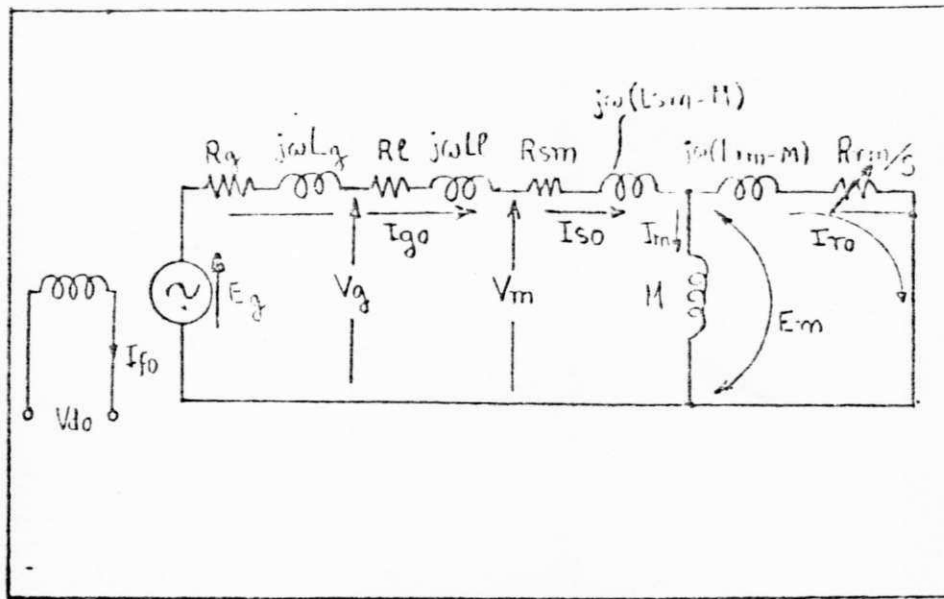 jω(Lsm-M)
Rg jωLg Rl jωLl Rsm jω(Lrm-M) Rrm/S
Igo Iso Im Iro
Eg Vg Vm M Em
Ifo
Vdo